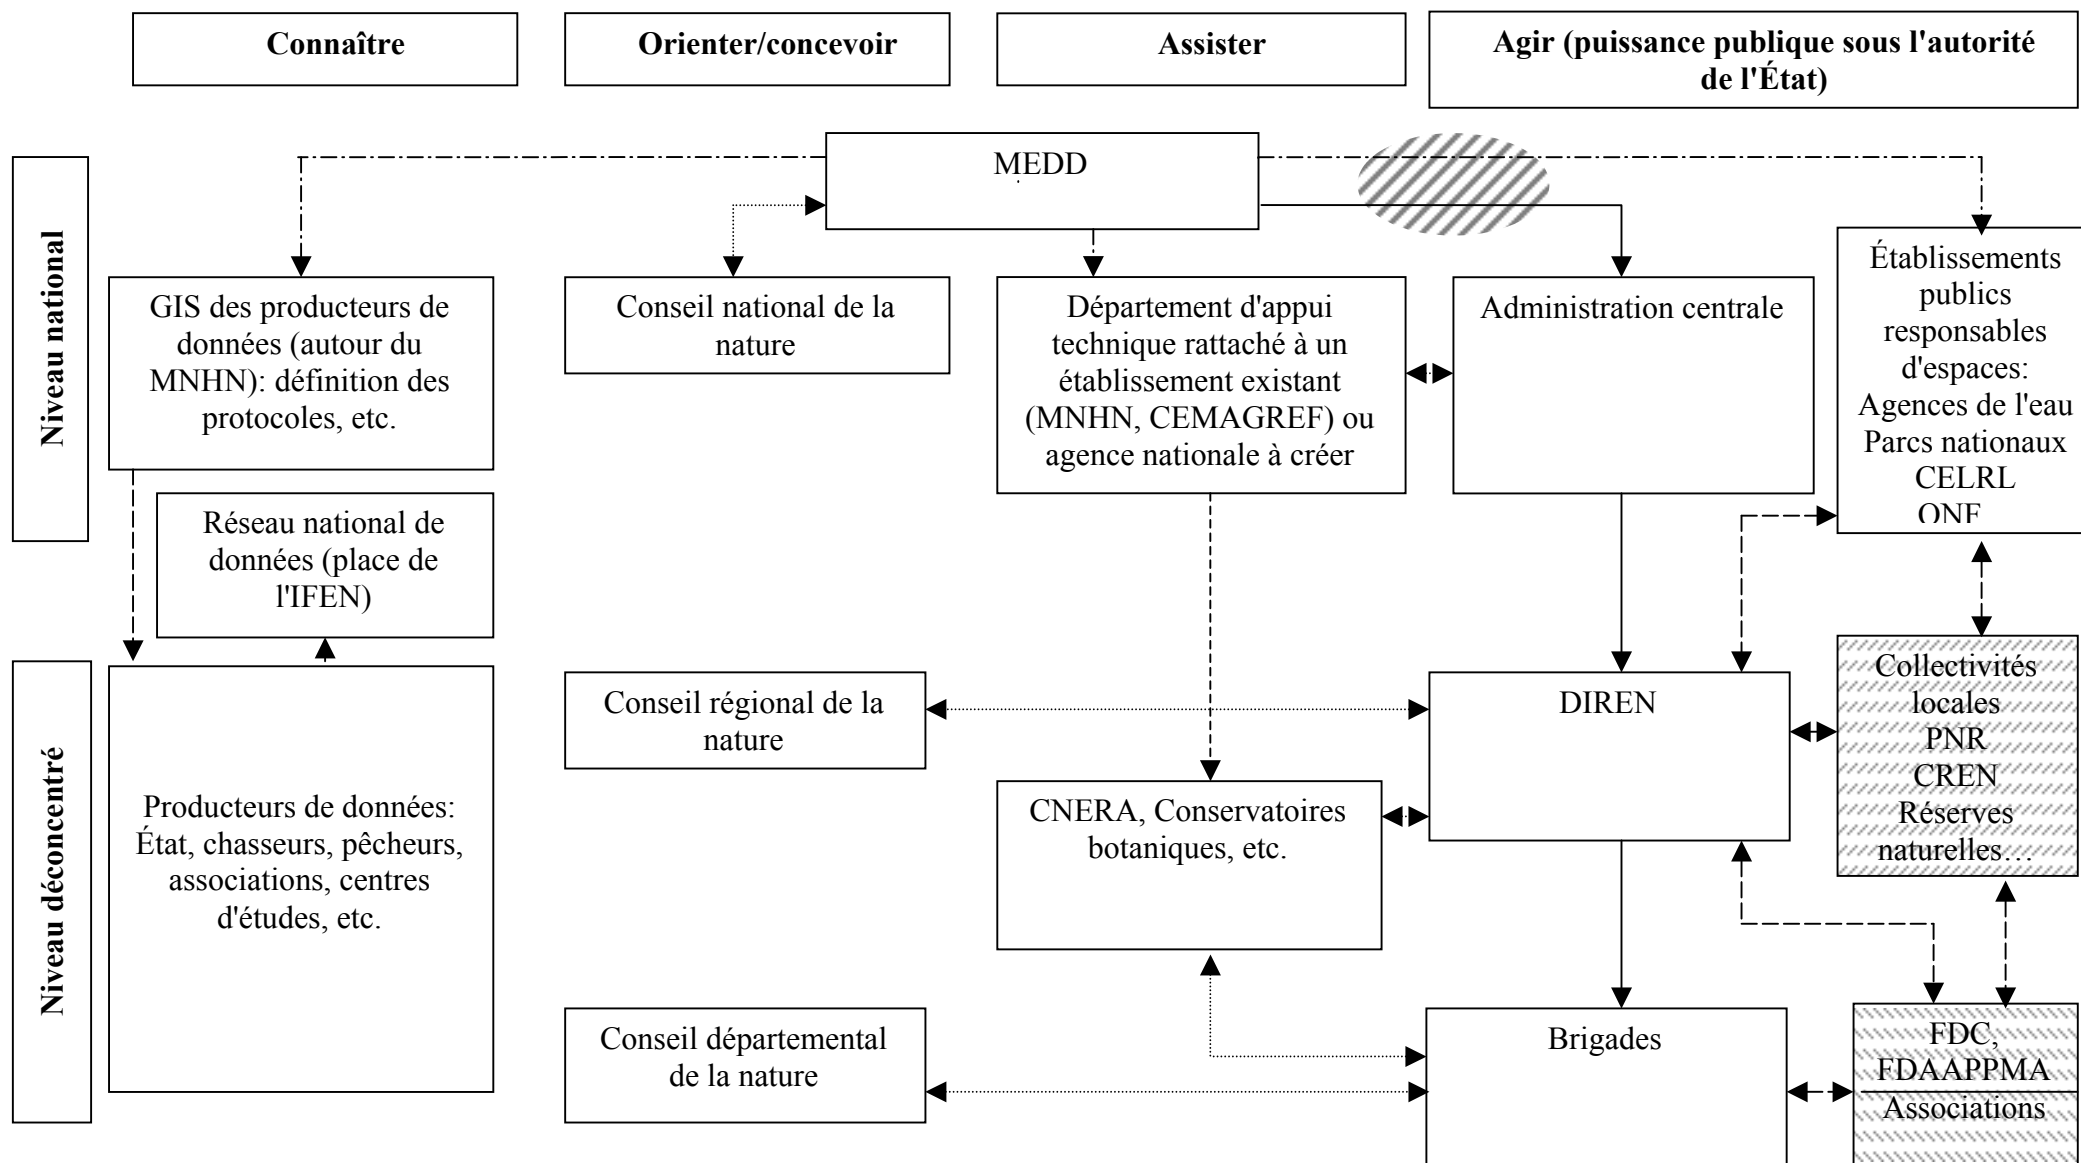 Connaître
Orienter/concevoir
Assister
Agir (puissance publique sous l'autorité
de l'État)
Niveau national
MEDD
GIS des producteurs de
données (autour du
MNHN): définition des
protocoles, etc.
Conseil national de la
nature
Département d'appui
technique rattaché à un
établissement existant
(MNHN, CEMAGREF) ou
agence nationale à créer
Administration centrale
Établissements
publics
responsables
d'espaces:
Agences de l'eau
Parcs nationaux
CELRL
ONF
Réseau national de
données (place de
l'IFEN)
Niveau déconcentré
Producteurs de données:
État, chasseurs, pêcheurs,
associations, centres
d'études, etc.
Conseil régional de la
nature
CNERA, Conservatoires
botaniques, etc.
DIREN
Collectivités
locales
PNR
CREN
Réserves
naturelles…
Conseil départemental
de la nature
Brigades
FDC,
FDAAPPMA
Associations